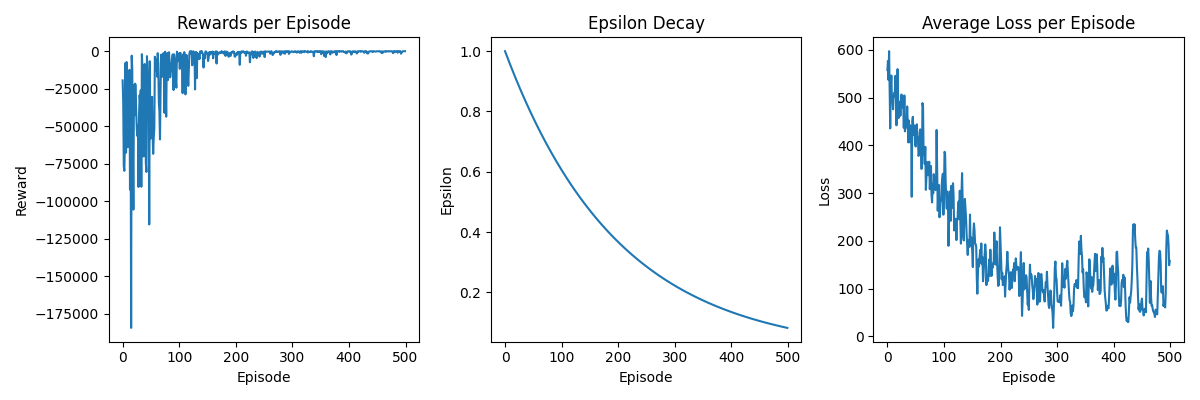 Rewards per Episode
Reward
0
−25000
−50000
−75000
−100000
−125000
−150000
−175000
0 100 200 300 400 500
Episode
Epsilon Decay
Epsilon
1.0
0.8
0.6
0.4
0.2
0 100 200 300 400 500
Episode
Average Loss per Episode
Loss
600
500
400
300
200
100
0
0 100 200 300 400 500
Episode